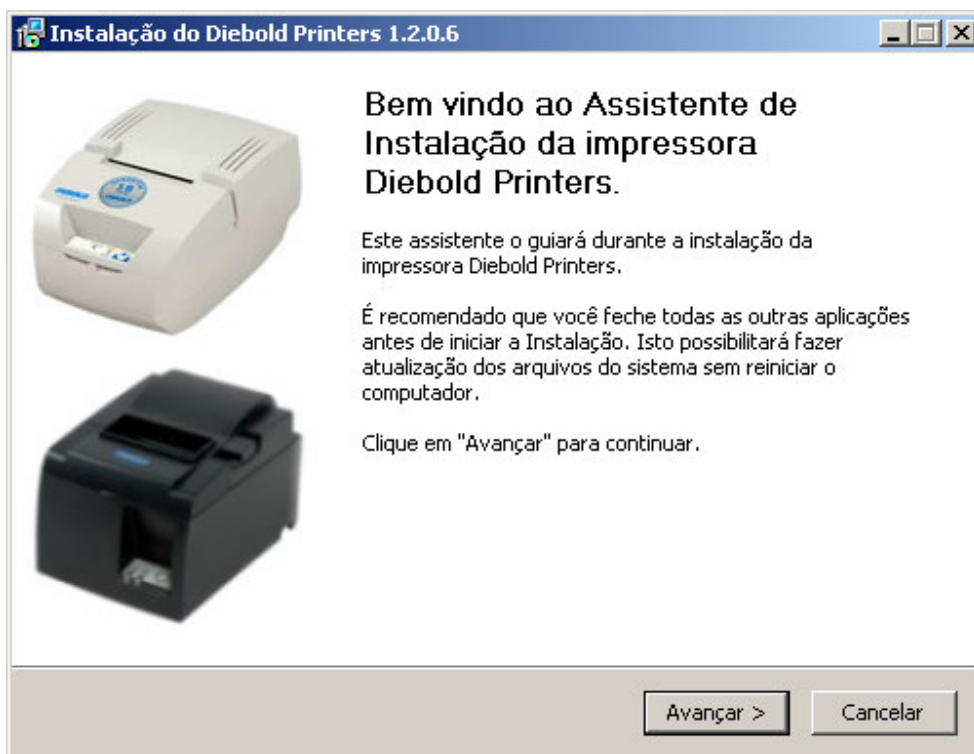 Instalação do Diebold Printers 1.2.0.6
Bem vindo ao Assistente de
Instalação da impressora
Diebold Printers.
Este assistente o guiará durante a instalação da
impressora Diebold Printers.
É recomendado que você feche todas as outras aplicações
antes de iniciar a Instalação. Isto possibilitará fazer
atualização dos arquivos do sistema sem reiniciar o
computador.
Clique em "Avançar" para continuar.
Avançar >
Cancelar